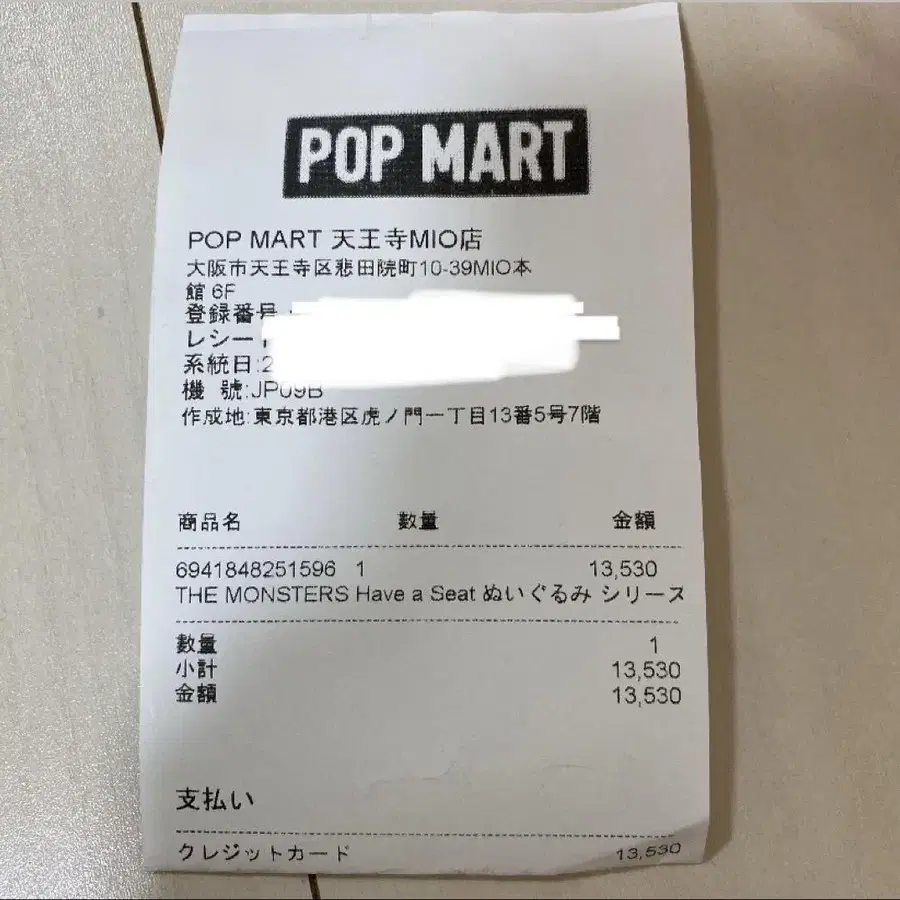 POP MART
POP MART 天王寺MIO店
大阪市天王寺区悲田院町10-39MIO本
館 6F
登録番号
レシー
系統日:2
機 號:JP09B
作成地:東京都港区虎ノ門一丁目13番5号7階
商品名 数量 金額
6941848251596 1 13,530
THE MONSTERS Have a Seat ぬいぐるみ シリーズ
数量 1
小計 13,530
金額 13,530
支払い
クレジットカード 13,530